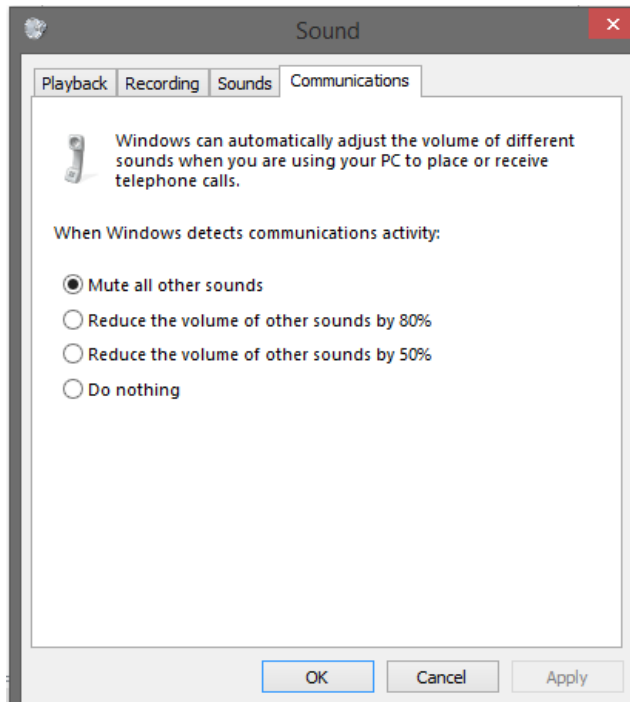 Sound
Playback Recording Sounds Communications
Windows can automatically adjust the volume of different
sounds when you are using your PC to place or receive
telephone calls.
When Windows detects communications activity:
Mute all other sounds
Reduce the volume of other sounds by 80%
Reduce the volume of other sounds by 50%
Do nothing
OK Cancel Apply